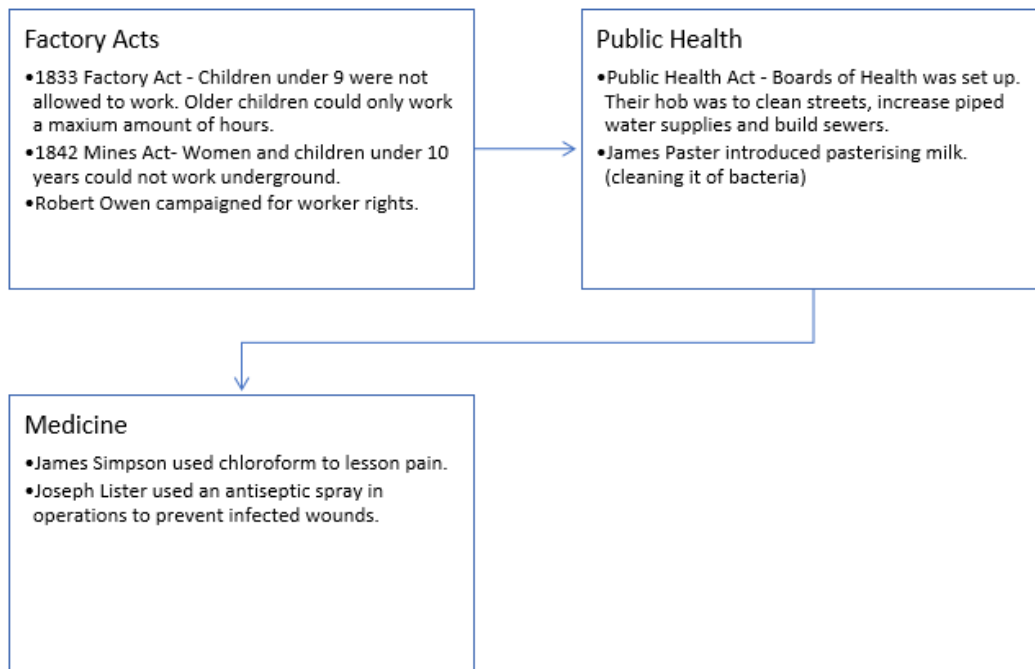 Factory Acts
•1833 Factory Act - Children under 9 were not
allowed to work. Older children could only work
a maxium amount of hours.
•1842 Mines Act- Women and children under 10
years could not work underground.
•Robert Owen campaigned for worker rights.
Public Health
•Public Health Act - Boards of Health was set up.
Their hob was to clean streets, increase piped
water supplies and build sewers.
•James Paster introduced pasterising milk.
(cleaning it of bacteria)
Medicine
•James Simpson used chloroform to lesson pain.
•Joseph Lister used an antiseptic spray in
operations to prevent infected wounds.